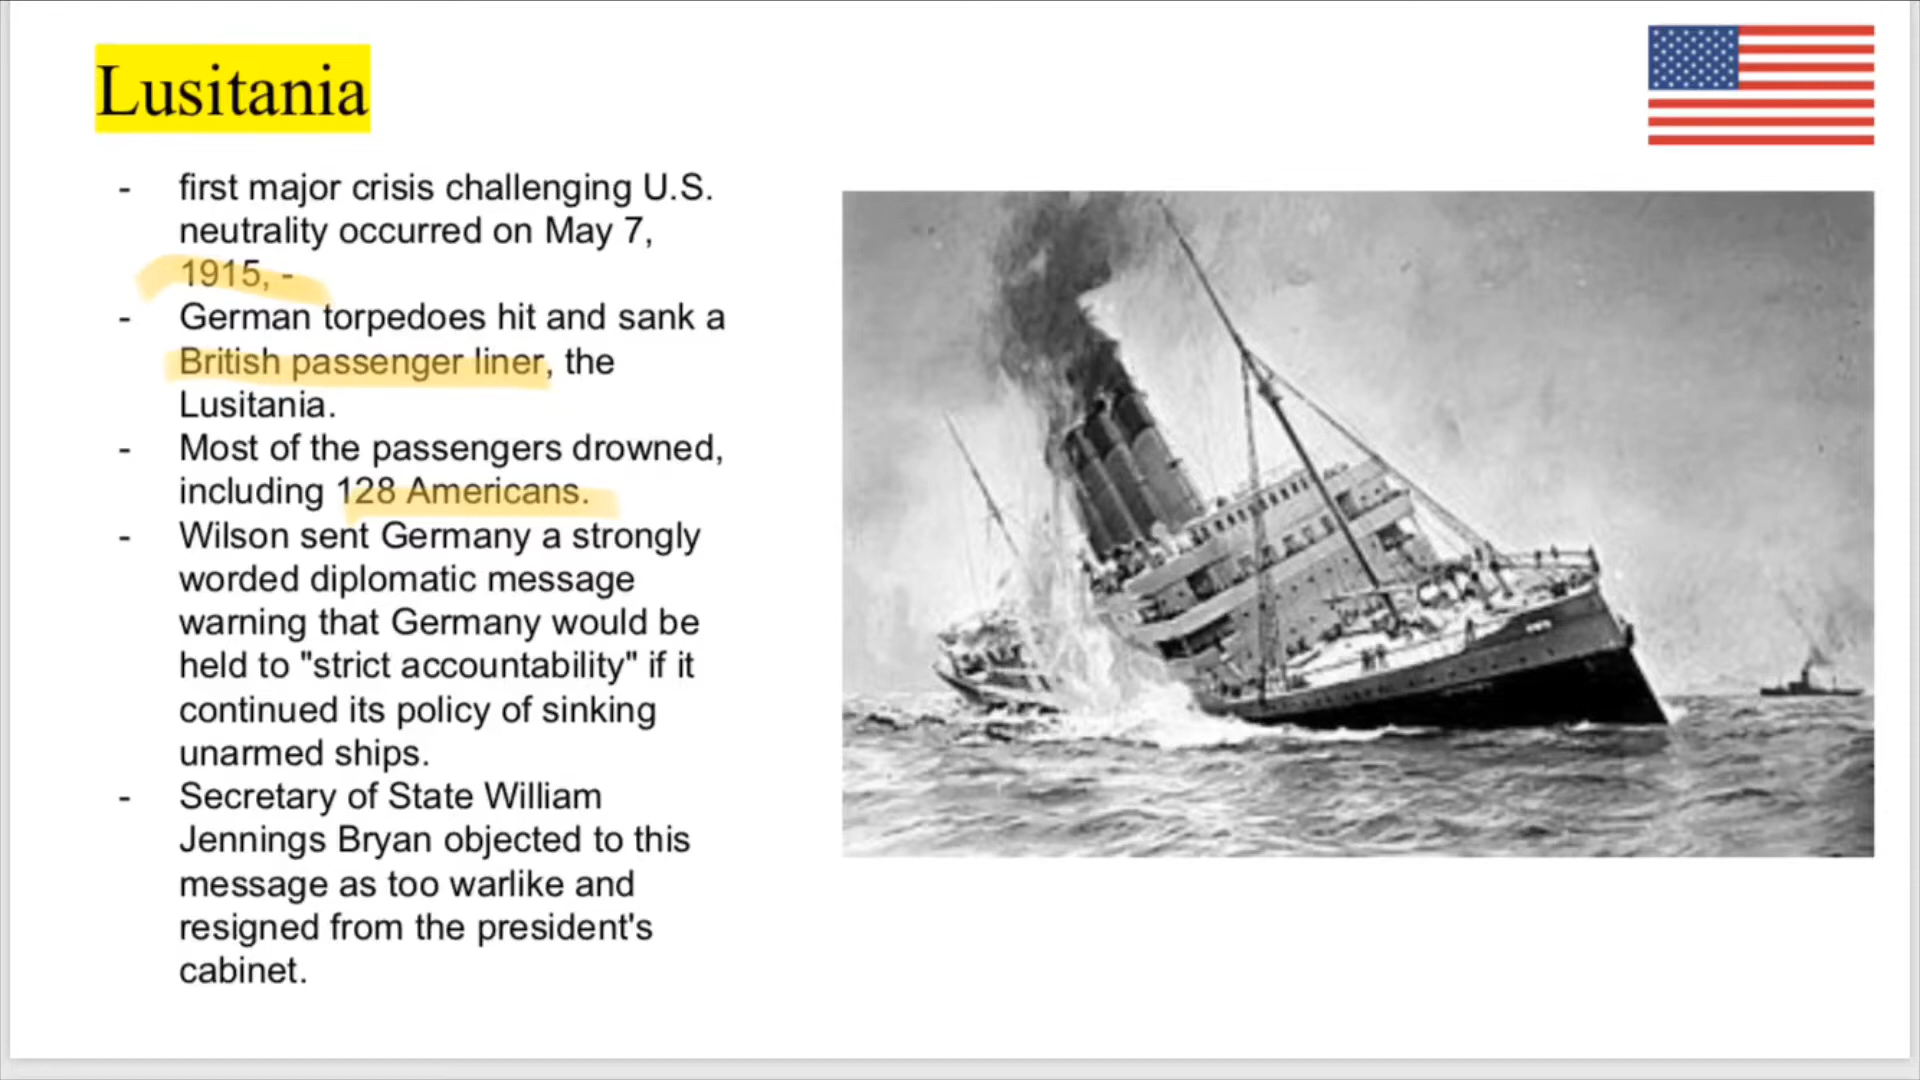 Lusitania
- first major crisis challenging U.S.
neutrality occurred on May 7,
1915, -
- German torpedoes hit and sank a
British passenger liner, the
Lusitania.
- Most of the passengers drowned,
including 128 Americans.
- Wilson sent Germany a strongly
worded diplomatic message
warning that Germany would be
held to "strict accountability" if it
continued its policy of sinking
unarmed ships.
- Secretary of State William
Jennings Bryan objected to this
message as too warlike and
resigned from the president's
cabinet.